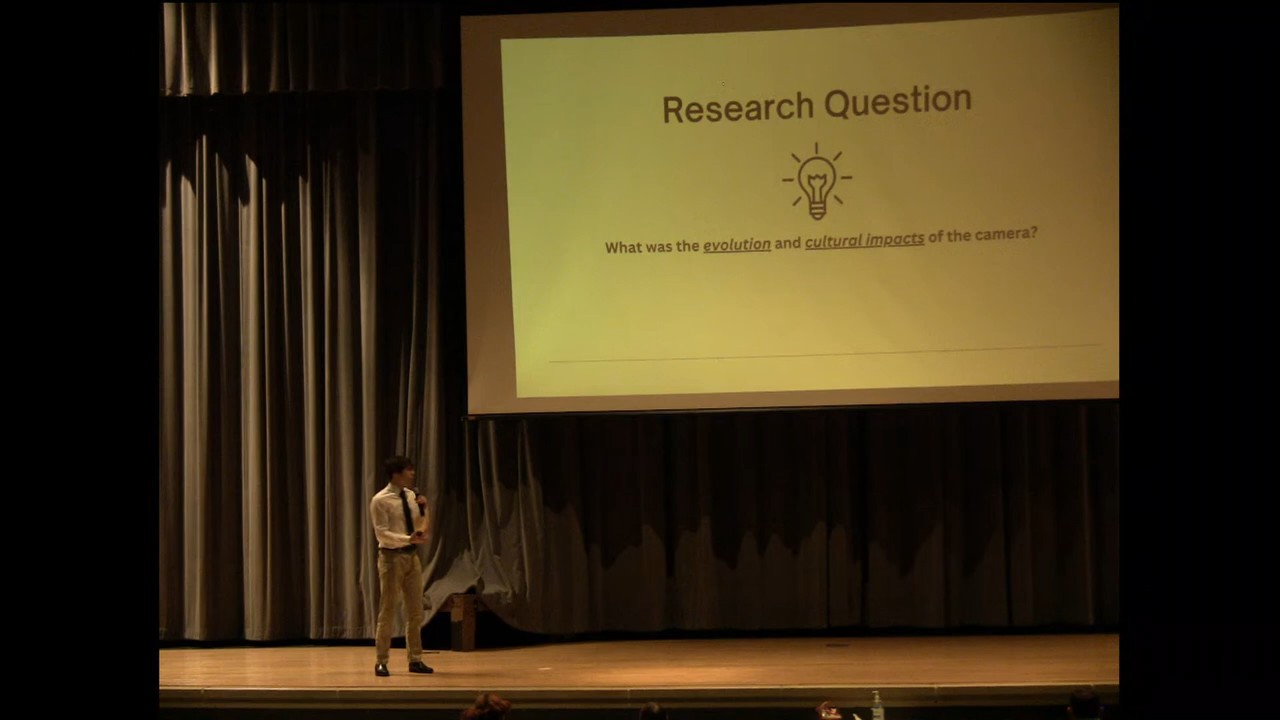 Research Question
What was the evolution and cultural impacts of the camera?